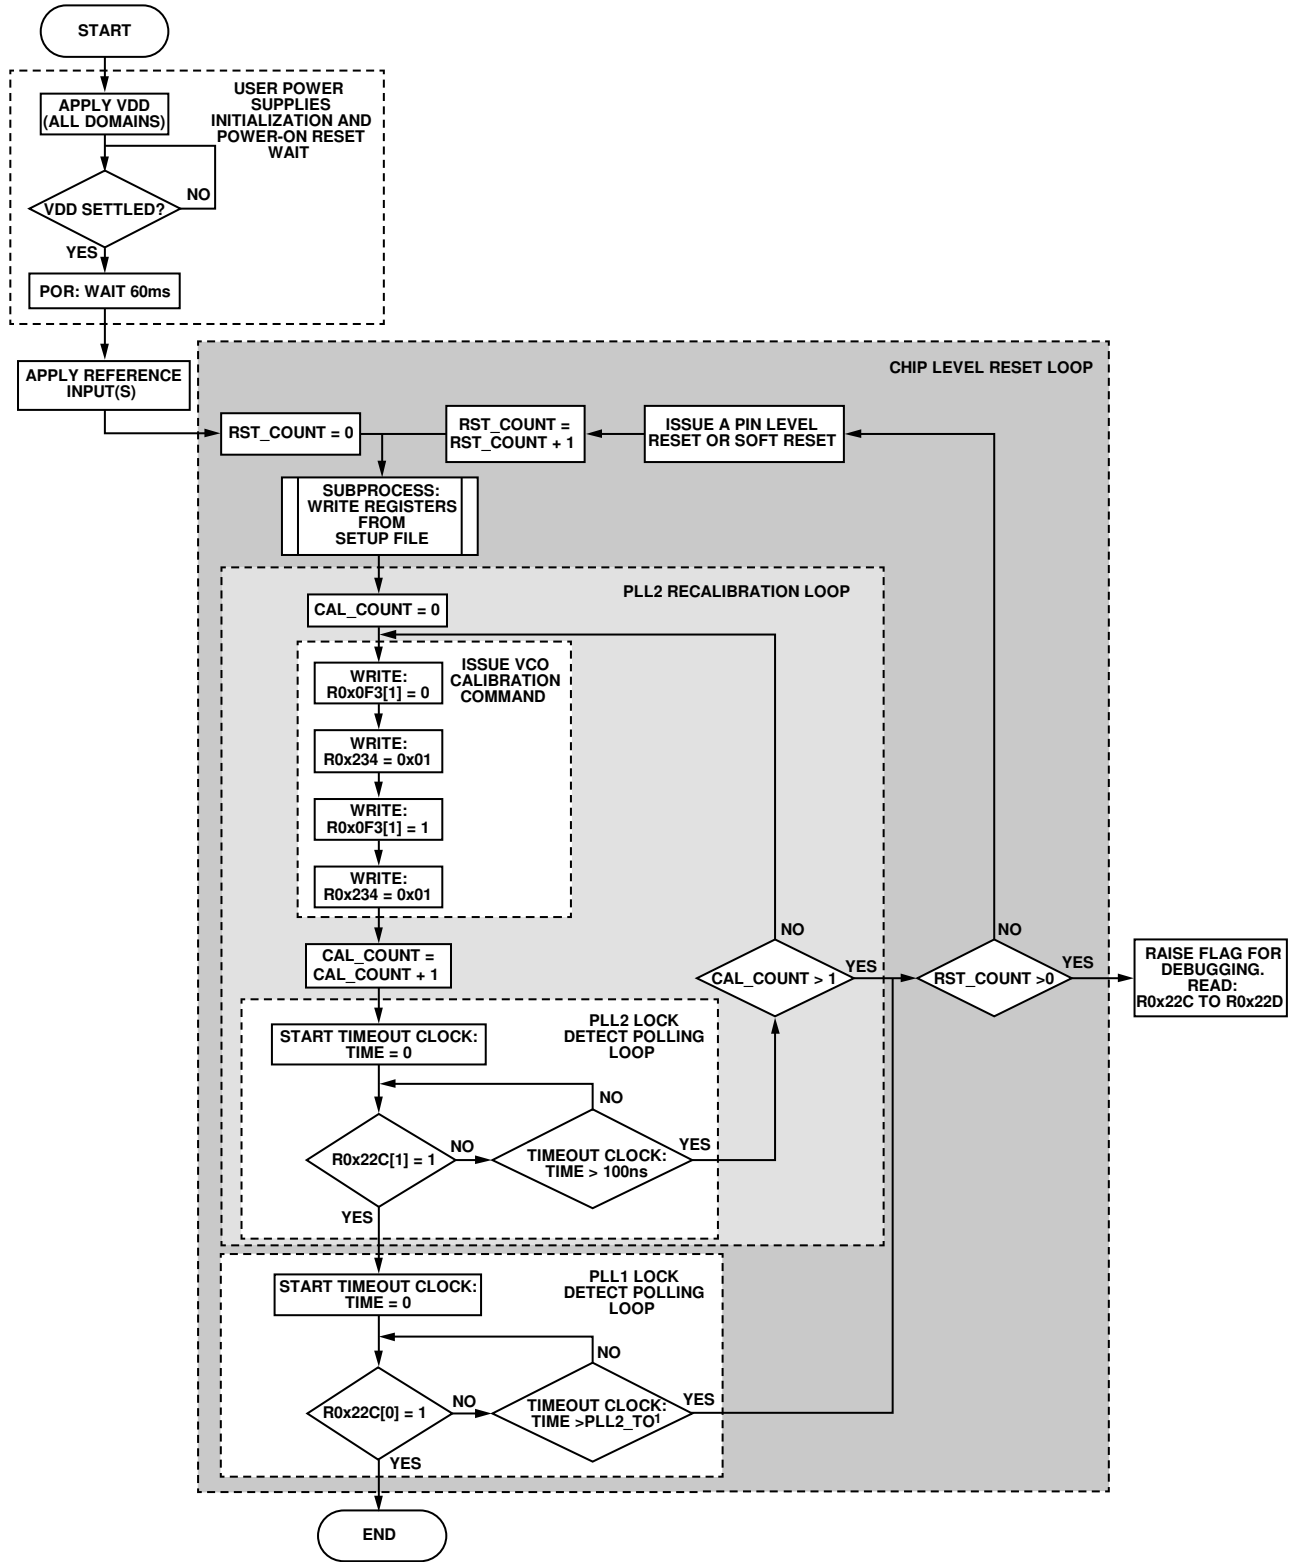 START
USER POWER
SUPPLIES
INITIALIZATION AND
POWER-ON RESET
WAIT
APPLY VDD
(ALL DOMAINS)
NO
VDD SETTLED?
YES
POR: WAIT 60ms
APPLY REFERENCE
INPUT(S)
CHIP LEVEL RESET LOOP
RST_COUNT = 0
RST_COUNT =
RST_COUNT + 1
ISSUE A PIN LEVEL
RESET OR SOFT RESET
SUBPROCESS:
WRITE REGISTERS
FROM
SETUP FILE
PLL2 RECALIBRATION LOOP
CAL_COUNT = 0
ISSUE VCO
CALIBRATION
COMMAND
WRITE:
R0x0F3[1] = 0
WRITE:
R0x234 = 0x01
WRITE:
R0x0F3[1] = 1
WRITE:
R0x234 = 0x01
CAL_COUNT =
CAL_COUNT + 1
NO
CAL_COUNT > 1
YES
NO
RST_COUNT >0
YES
RAISE FLAG FOR
DEBUGGING.
READ:
R0x22C TO R0x22D
PLL2 LOCK
DETECT POLLING
LOOP
START TIMEOUT CLOCK:
TIME = 0
NO
R0x22C[1] = 1
NO
TIMEOUT CLOCK:
TIME > 100ns
YES
YES
PLL1 LOCK
DETECT POLLING
LOOP
START TIMEOUT CLOCK:
TIME = 0
NO
R0x22C[0] = 1
NO
TIMEOUT CLOCK:
TIME >PLL2_TO¹
YES
YES
END